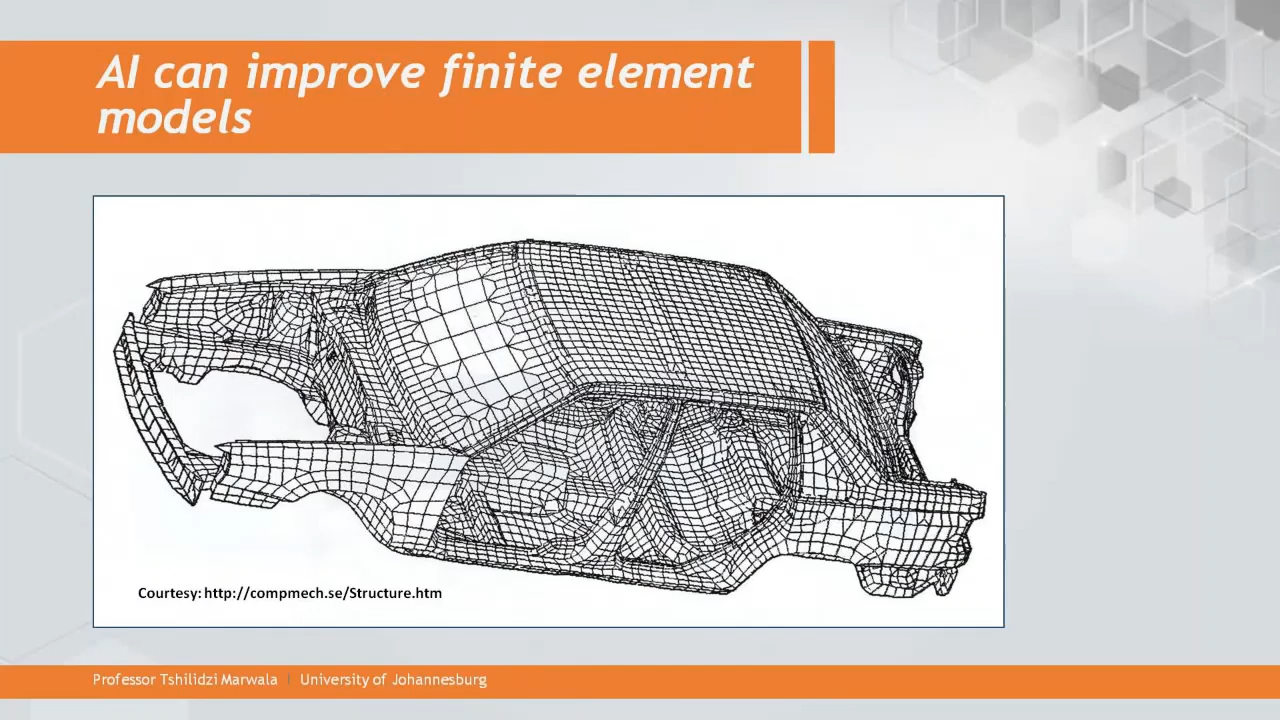 AI can improve finite element
models
Courtesy: http://compmech.se/Structure.htm
Professor Tshilidzi Marwala | University of Johannesburg